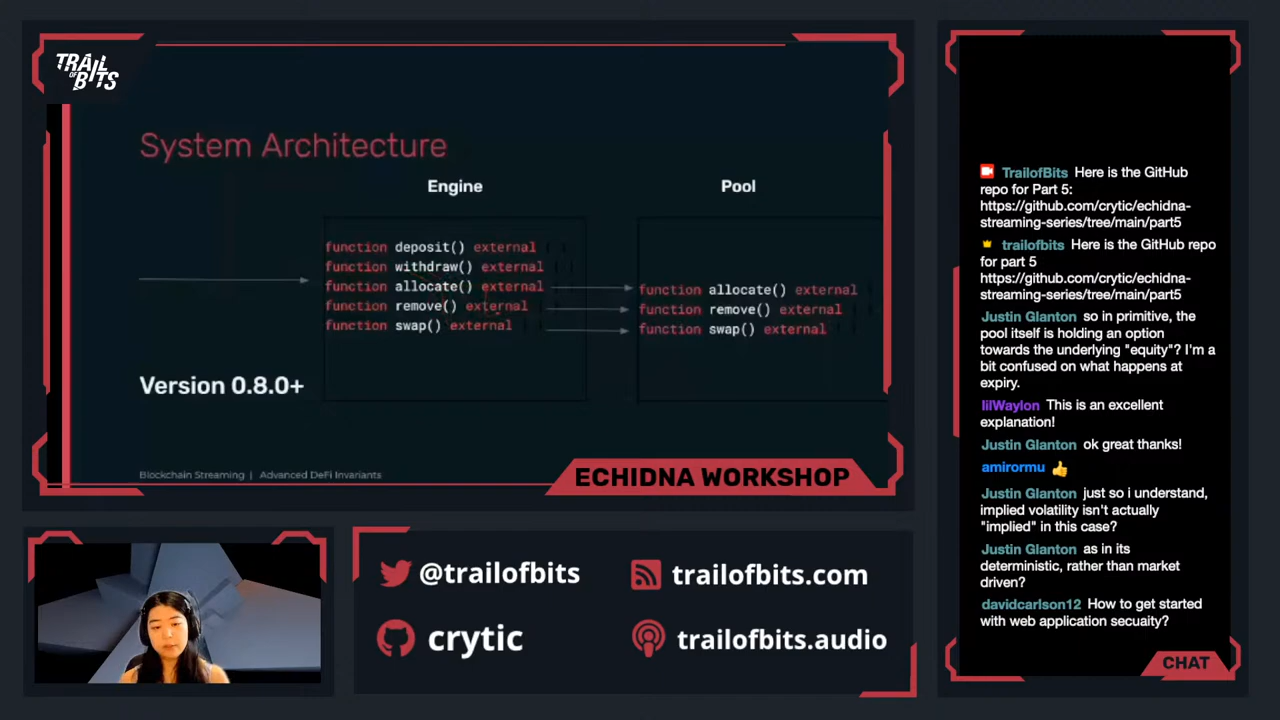 TRAIL
OF
BITS
System Architecture
Engine
Pool
function deposit() external
function withdraw() external
function allocate() external
function remove() external
function swap() external
function allocate() external
function remove() external
function swap() external
Version 0.8.0+
Blockchain Streaming | Advanced DeFi Invariants
ECHIDNA WORKSHOP
@trailofbits
trailofbits.com
crytic
trailofbits.audio
TrailofBits Here is the GitHub
repo for Part 5:
https://github.com/crytic/echidna-
streaming-series/tree/main/part5
trailofbits Here is the GitHub repo
for part 5
https://github.com/crytic/echidna-
streaming-series/tree/main/part5
Justin Glanton so in primitive, the
pool itself is holding an option
towards the underlying "equity"? I'm a
bit confused on what happens at
expiry.
lilWaylon This is an excellent
explanation!
Justin Glanton ok great thanks!
amirormu 👍
Justin Glanton just so i understand,
implied volatility isn't actually
"implied" in this case?
Justin Glanton as in its
deterministic, rather than market
driven?
davidcarlson12 How to get started
with web application secuaity?
CHAT